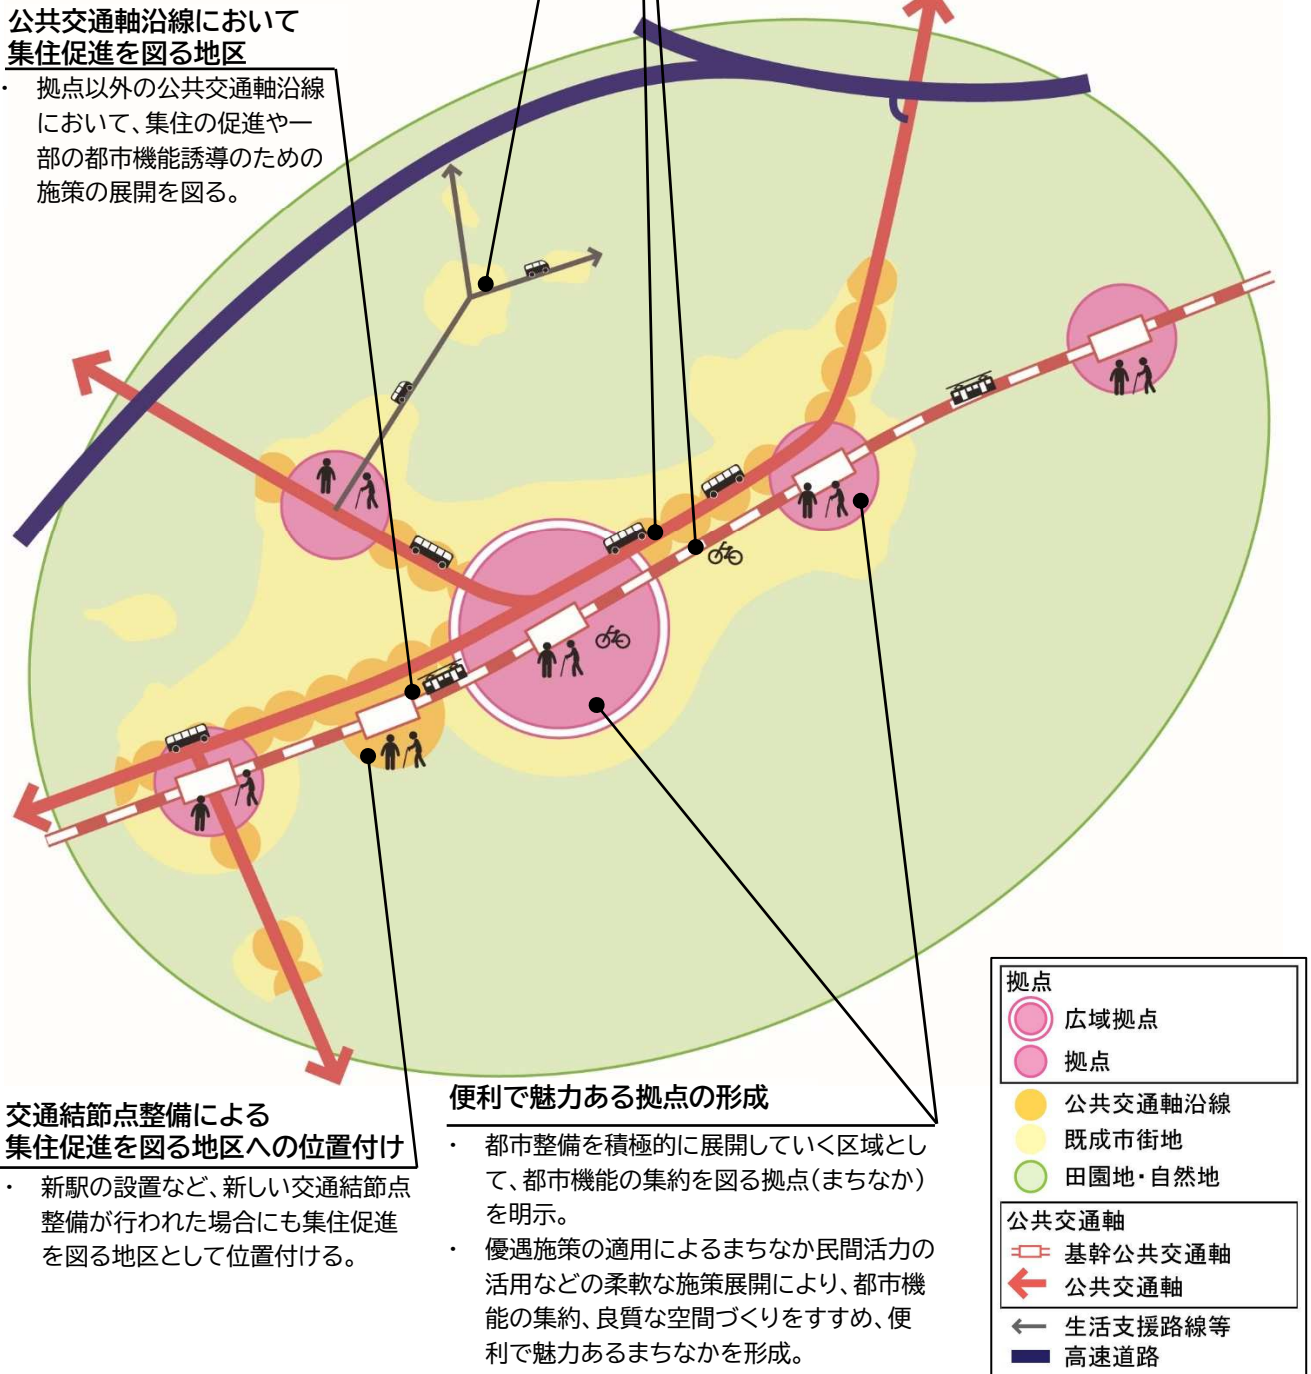 公共交通軸沿線において
集住促進を図る地区
・ 拠点以外の公共交通軸沿線
において、集住の促進や一
部の都市機能誘導のための
施策の展開を図る。
交通結節点整備による
集住促進を図る地区への位置付け
・ 新駅の設置など、新しい交通結節点
整備が行われた場合にも集住促進
を図る地区として位置付ける。
便利で魅力ある拠点の形成
・ 都市整備を積極的に展開していく区域とし
て、都市機能の集約を図る拠点(まちなか)
を明示。
・ 優遇施策の適用によるまちなか民間活力の
活用などの柔軟な施策展開により、都市機
能の集約、良質な空間づくりをすすめ、便
利で魅力あるまちなかを形成。
拠点
広域拠点
拠点
公共交通軸沿線
既成市街地
田園地・自然地
公共交通軸
基幹公共交通軸
公共交通軸
生活支援路線等
高速道路